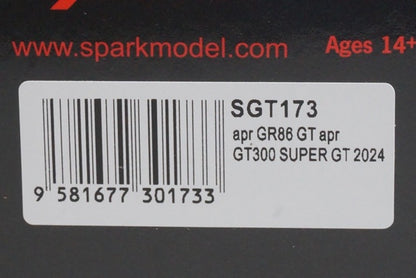 www.sparkmodel.com
Ages 14+
SGT173
apr GR86 GT apr
GT300 SUPER GT 2024
9 581677 301733